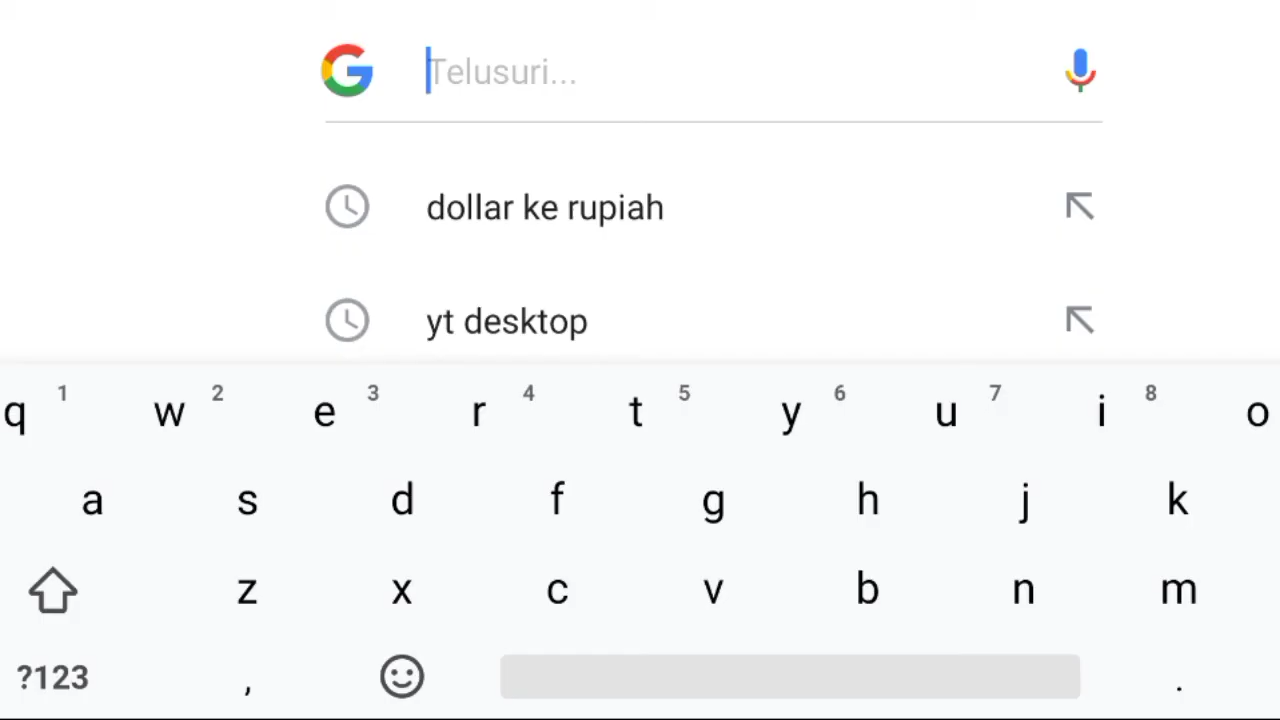 Telusuri...
dollar ke rupiah
yt desktop
q 1 w 2 e 3 r 4 t 5 y 6 u 7 i 8 o
a s d f g h j k
z x c v b n m
?123 , .